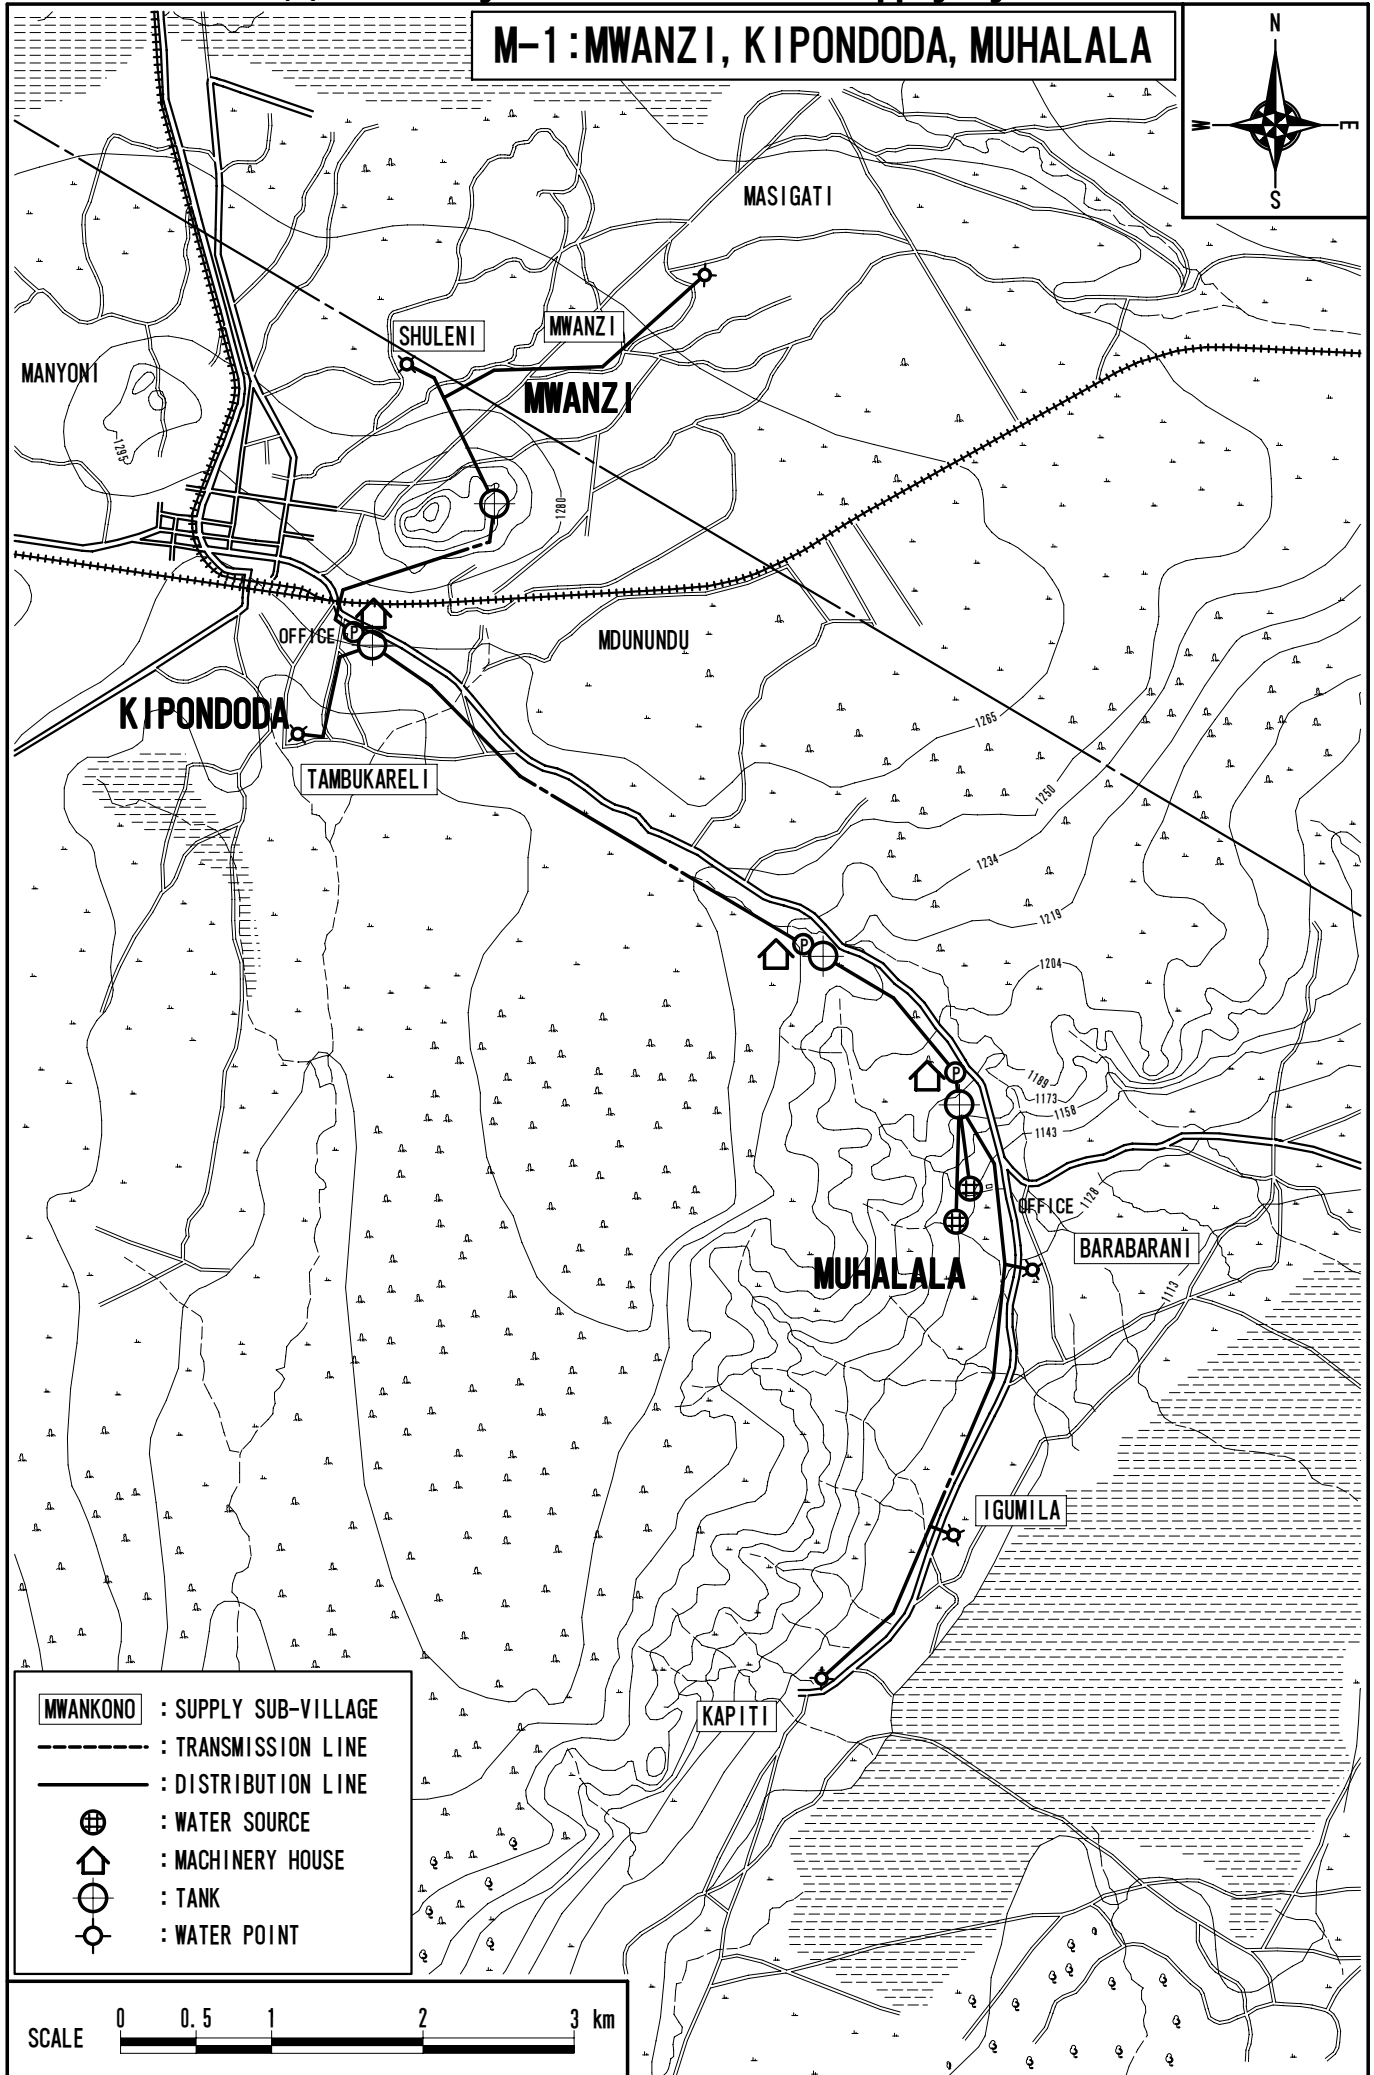 M-1:MWANZI, KIPONDODA, MUHALALA
N
W
E
S
MASIGATI
SHULENI
MWANZI
MANYONI
MWANZI
1295
1280
OFFICE
P
MDUNUNDU
KIPONDODA
TAMBUKARELI
1265
1250
1234
1219
1204
P
P
1189
1173
1158
1143
1128
OFFICE
BARABARANI
MUHALALA
1113
IGUMILA
KAPITI
MWANKONO : SUPPLY SUB-VILLAGE
: TRANSMISSION LINE
: DISTRIBUTION LINE
: WATER SOURCE
: MACHINERY HOUSE
: TANK
: WATER POINT
SCALE 0 0.5 1 2 3 km